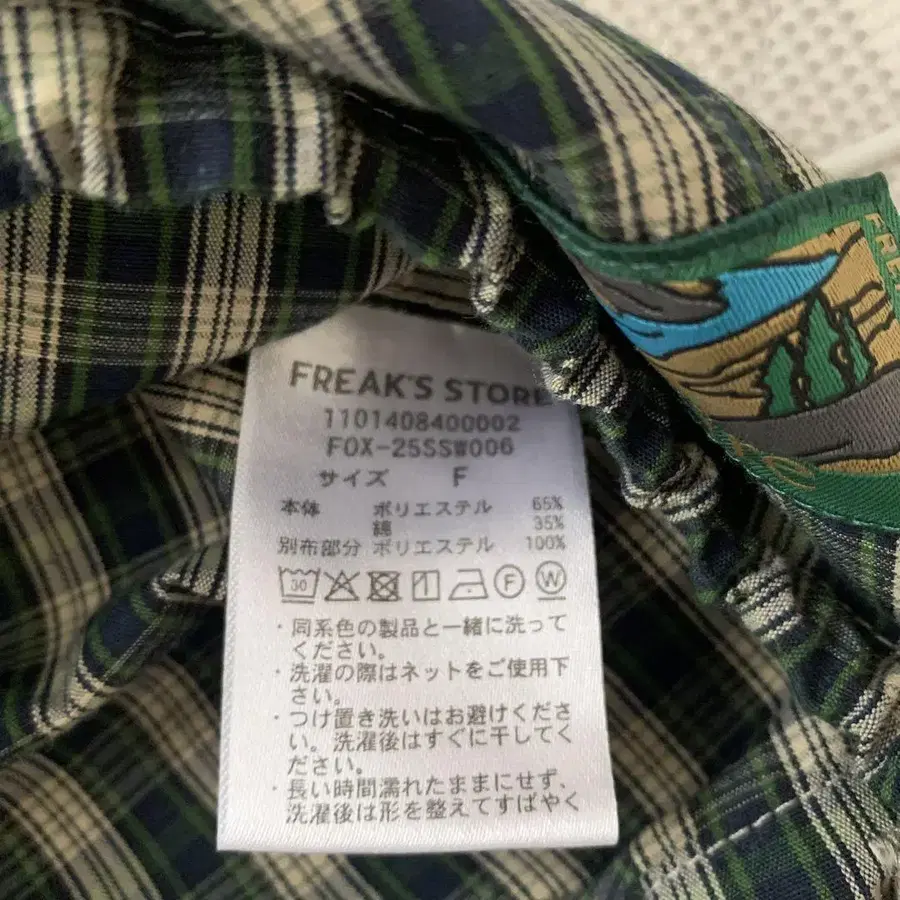 FREAK'S STORE
1101408400002
FOX-25SSW006
サイズ F
本体 ポリエステル 65%
綿 35%
別布部分 ポリエステル 100%
30 F W
・同系色の製品と一緒に洗って
ください。
・洗濯の際はネットをご使用下
さい。
・つけ置き洗いはお避けくださ
い。洗濯後はすぐに干してく
ださい。
・長い時間濡れたままにせず、
洗濯後は形を整えてすばやく